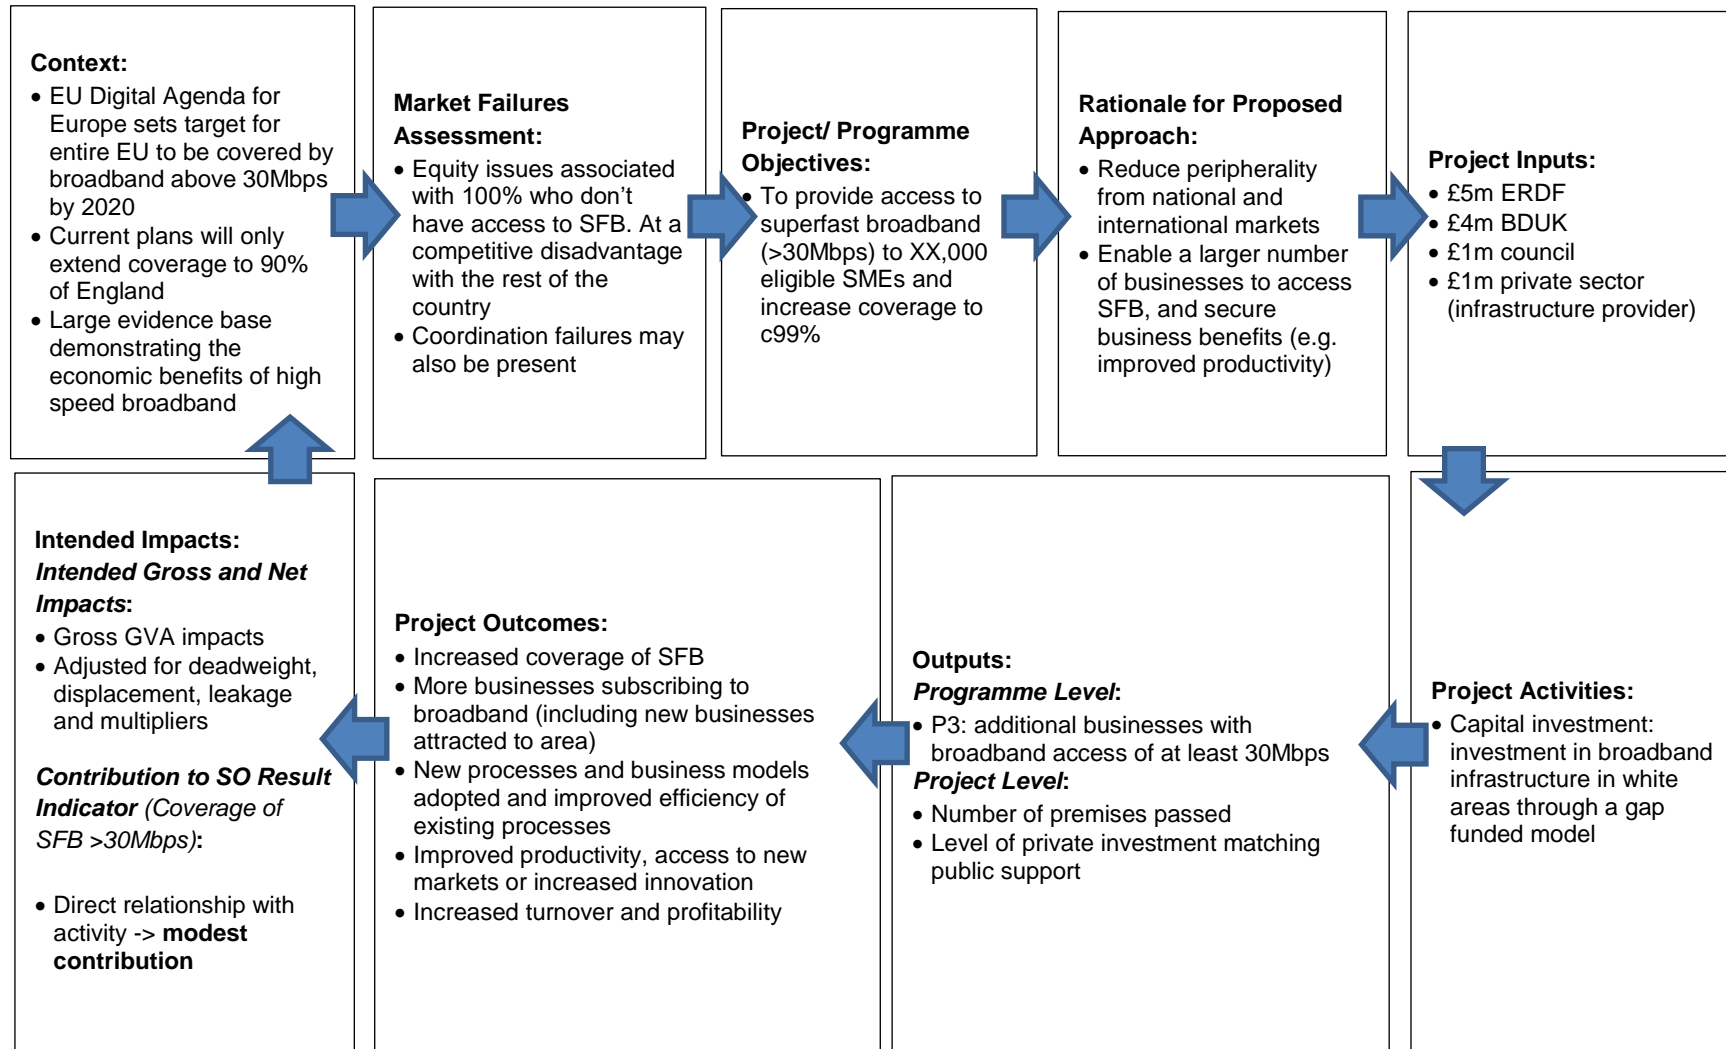 Context:
• EU Digital Agenda for
Europe sets target for
entire EU to be covered by
broadband above 30Mbps
by 2020
• Current plans will only
extend coverage to 90%
of England
• Large evidence base
demonstrating the
economic benefits of high
speed broadband
Market Failures
Assessment:
• Equity issues associated
with 100% who don’t
have access to SFB. At a
competitive disadvantage
with the rest of the
country
• Coordination failures may
also be present
Project/ Programme
Objectives:
• To provide access to
superfast broadband
(>30Mbps) to XX,000
eligible SMEs and
increase coverage to
c99%
Rationale for Proposed
Approach:
• Reduce peripherality
from national and
international markets
• Enable a larger number
of businesses to access
SFB, and secure
business benefits (e.g.
improved productivity)
Project Inputs:
• £5m ERDF
• £4m BDUK
• £1m council
• £1m private sector
(infrastructure provider)
Project Activities:
• Capital investment:
investment in broadband
infrastructure in white
areas through a gap
funded model
Outputs:
Programme Level:
• P3: additional businesses with
broadband access of at least 30Mbps
Project Level:
• Number of premises passed
• Level of private investment matching
public support
Project Outcomes:
• Increased coverage of SFB
• More businesses subscribing to
broadband (including new businesses
attracted to area)
• New processes and business models
adopted and improved efficiency of
existing processes
• Improved productivity, access to new
markets or increased innovation
• Increased turnover and profitability
Intended Impacts:
Intended Gross and Net
Impacts:
• Gross GVA impacts
• Adjusted for deadweight,
displacement, leakage
and multipliers
Contribution to SO Result
Indicator (Coverage of
SFB >30Mbps):
• Direct relationship with
activity -> modest
contribution